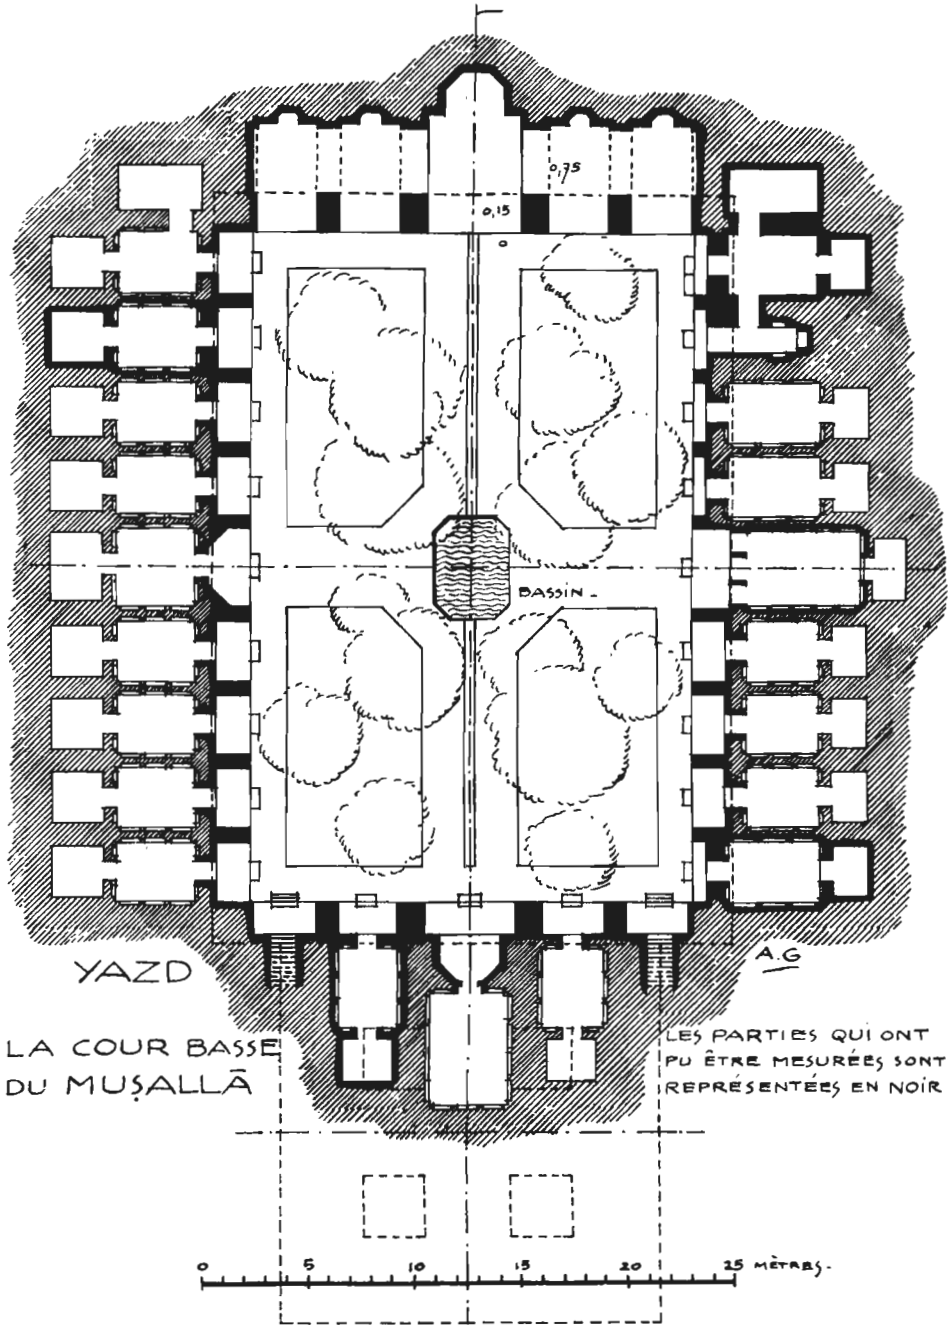 0,75
0,15
BASSIN_
YAZD
A.G
LA COUR BASSE
DU MUṢALLĀ
LES PARTIES QUI ONT
PU ÊTRE MESURÉES SONT
REPRÉSENTÉES EN NOIR
0 5 10 15 20 25 MÈTRES.